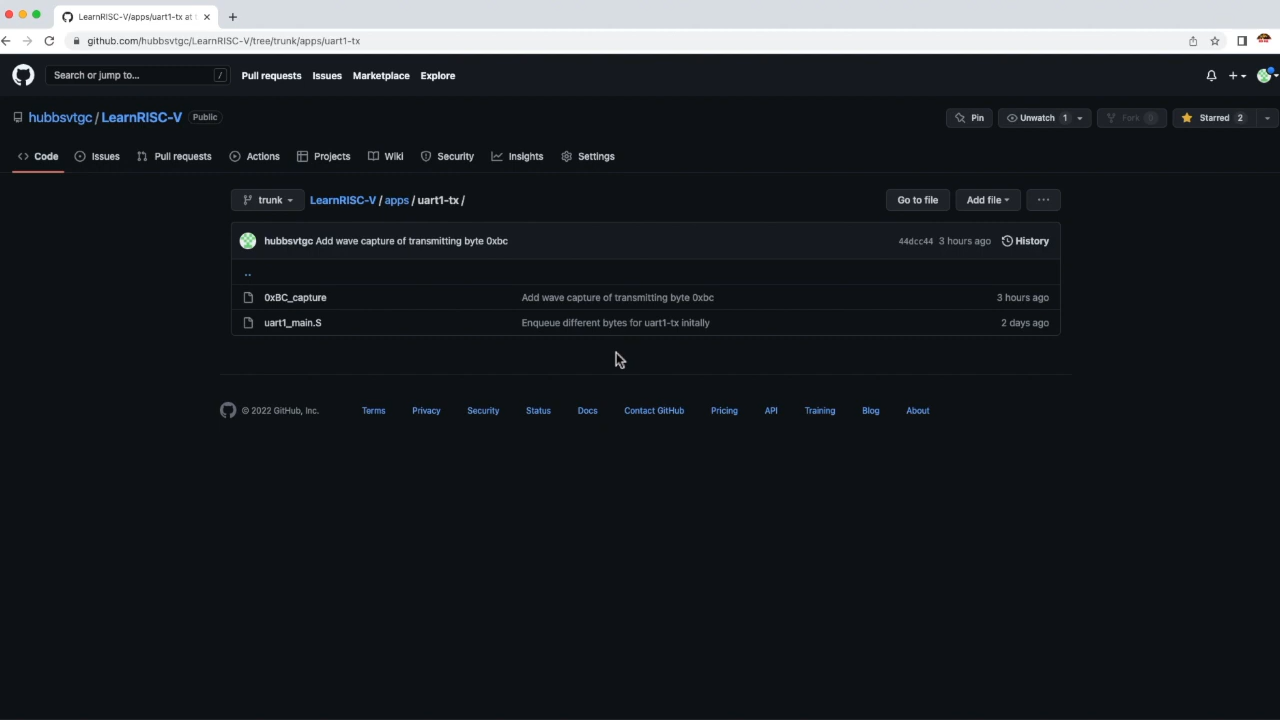 LearnRISC-V/apps/uart1-tx at t
github.com/hubbsvtgc/LearnRISC-V/tree/trunk/apps/uart1-tx
Search or jump to... / Pull requests Issues Marketplace Explore
hubbsvtgc / LearnRISC-V Public Pin Unwatch 1 Fork 0 Starred 2
Code Issues Pull requests Actions Projects Wiki Security Insights Settings
trunk LearnRISC-V / apps / uart1-tx / Go to file Add file ...
hubbsvtgc Add wave capture of transmitting byte 0xbc 44dcc44 3 hours ago History
..
0xBC_capture Add wave capture of transmitting byte 0xbc 3 hours ago
uart1_main.S Enqueue different bytes for uart1-tx initally 2 days ago
© 2022 GitHub, Inc. Terms Privacy Security Status Docs Contact GitHub Pricing API Training Blog About